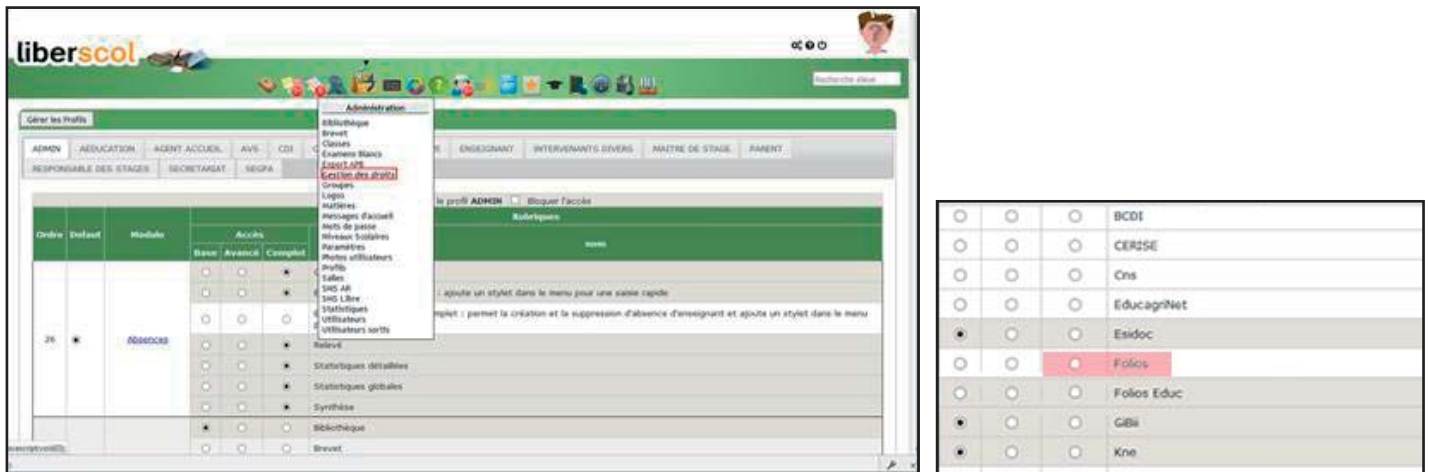 liberscol
Recherche élève
Gérer les Profils
Administration
Bibliothèque
Brevet
Classes
Examens Blancs
Export APB
Gestion des droits
Groupes
Logos
Matières
Messages d'accueil
Mots de passe
Niveaux Scolaires
Paramètres
Photos utilisateurs
Profils
Salles
SMS AR
SMS Libre
Statistiques
Utilisateurs
Utilisateurs sortis
ADMIN AEDUCATION AGENT ACCUEIL AVS CDI ENSEIGNANT INTERVENANTS DIVERS MAITRE DE STAGE PARENT
RESPONSABLE DES STAGES SECRETARIAT SEGPA
le profil ADMIN Bloquer l'accès
Ordre Defaut Module Accès Rubriques
Base Avancé Complet nom
: ajoute un stylet dans le menu pour une saisie rapide
mplet : permet la création et la suppression d'absence d'enseignant et ajoute un stylet dans le menu
26 Absences
Relevé
Statistiques détaillées
Statistiques globales
Synthèse
Bibliothèque
Brevet
BCDI
CERISE
Cns
EducagriNet
Esidoc
Folios
Folios Educ
GiBii
Kne